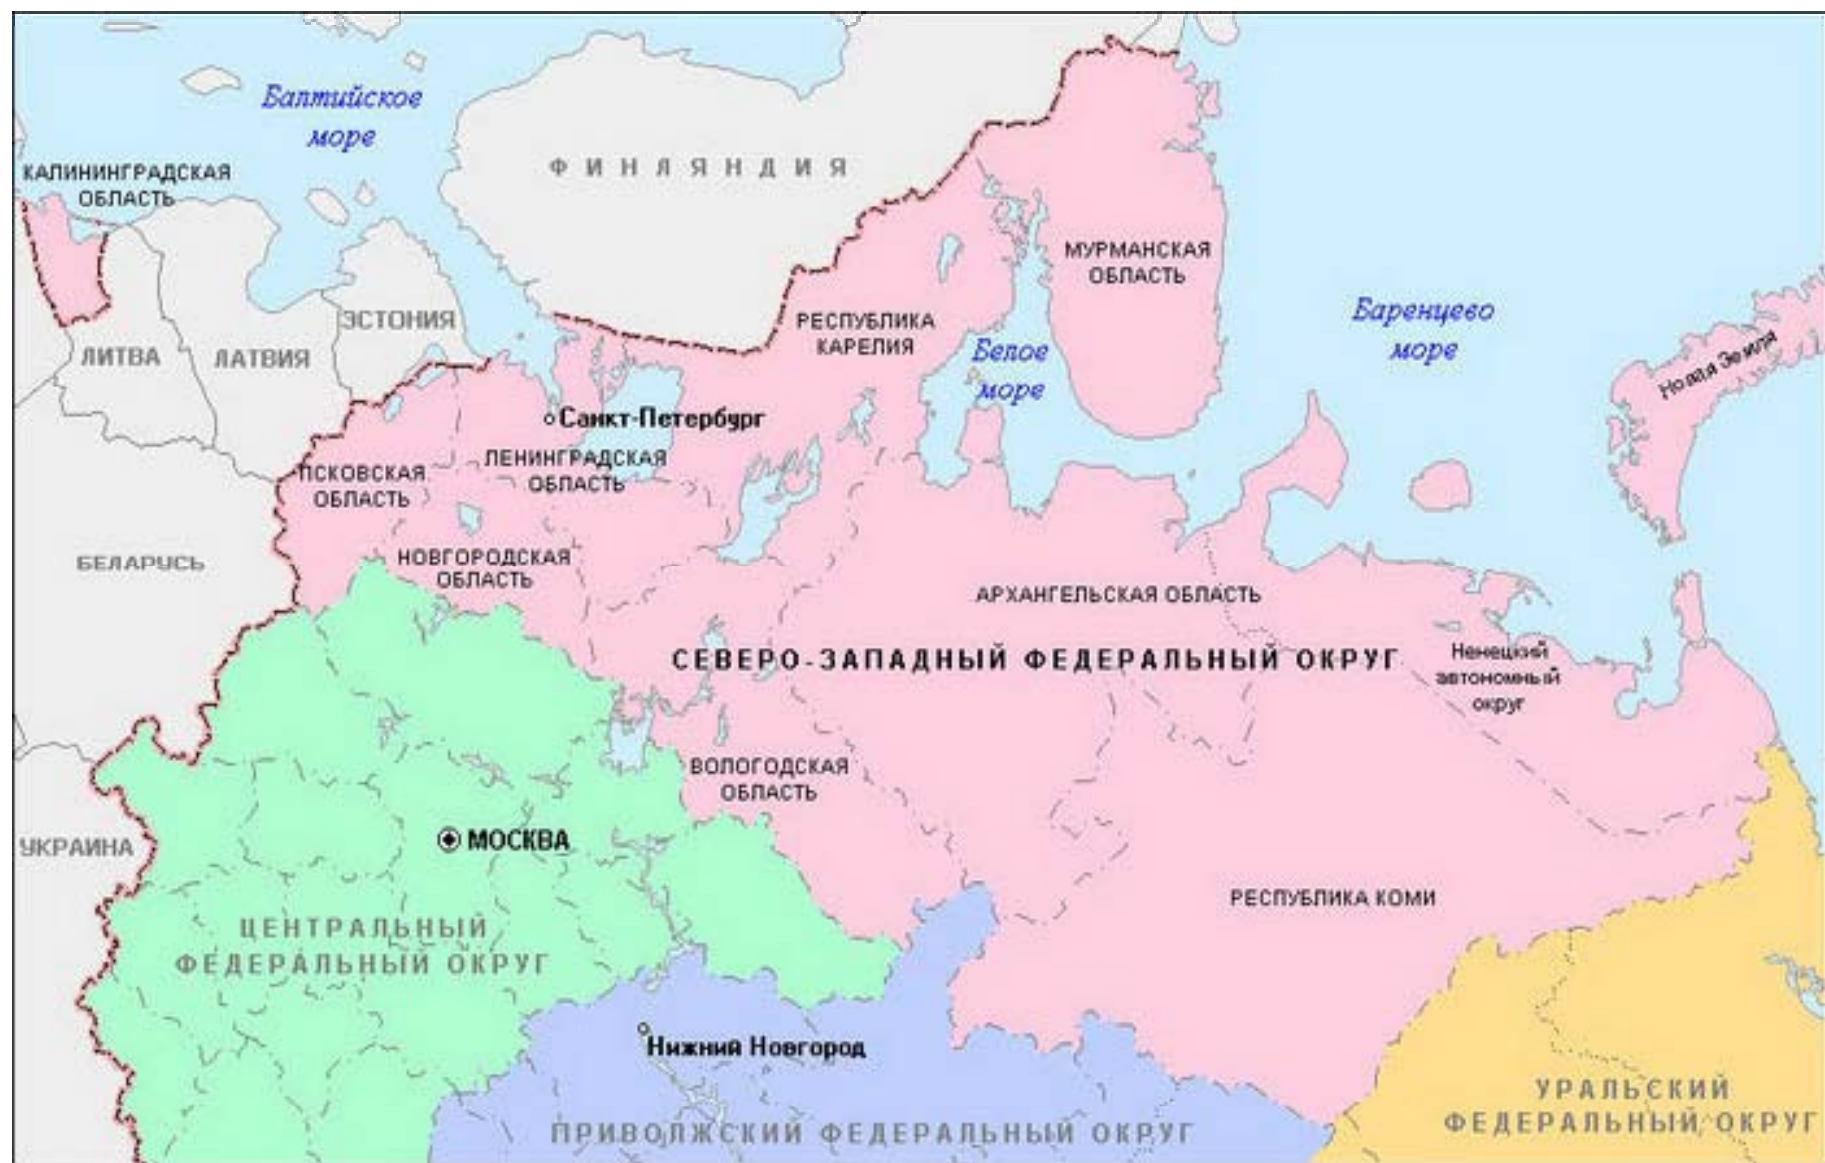 Балтийское
море
КАЛИНИНГРАДСКАЯ
ОБЛАСТЬ
ФИНЛЯНДИЯ
МУРМАНСКАЯ
ОБЛАСТЬ
ЭСТОНИЯ
ЛИТВА
ЛАТВИЯ
РЕСПУБЛИКА
КАРЕЛИЯ
Белое
море
Баренцево
море
Новая Земля
Санкт-Петербург
ПСКОВСКАЯ
ОБЛАСТЬ
ЛЕНИНГРАДСКАЯ
ОБЛАСТЬ
БЕЛАРУСЬ
НОВГОРОДСКАЯ
ОБЛАСТЬ
АРХАНГЕЛЬСКАЯ ОБЛАСТЬ
СЕВЕРО-ЗАПАДНЫЙ ФЕДЕРАЛЬНЫЙ ОКРУГ
Ненецкий
автономный
округ
ВОЛОГОДСКАЯ
ОБЛАСТЬ
УКРАИНА
МОСКВА
РЕСПУБЛИКА КОМИ
ЦЕНТРАЛЬНЫЙ
ФЕДЕРАЛЬНЫЙ ОКРУГ
Нижний Новгород
ПРИВОЛЖСКИЙ ФЕДЕРАЛЬНЫЙ ОКРУГ
УРАЛЬСКИЙ
ФЕДЕРАЛЬНЫЙ ОКРУГ